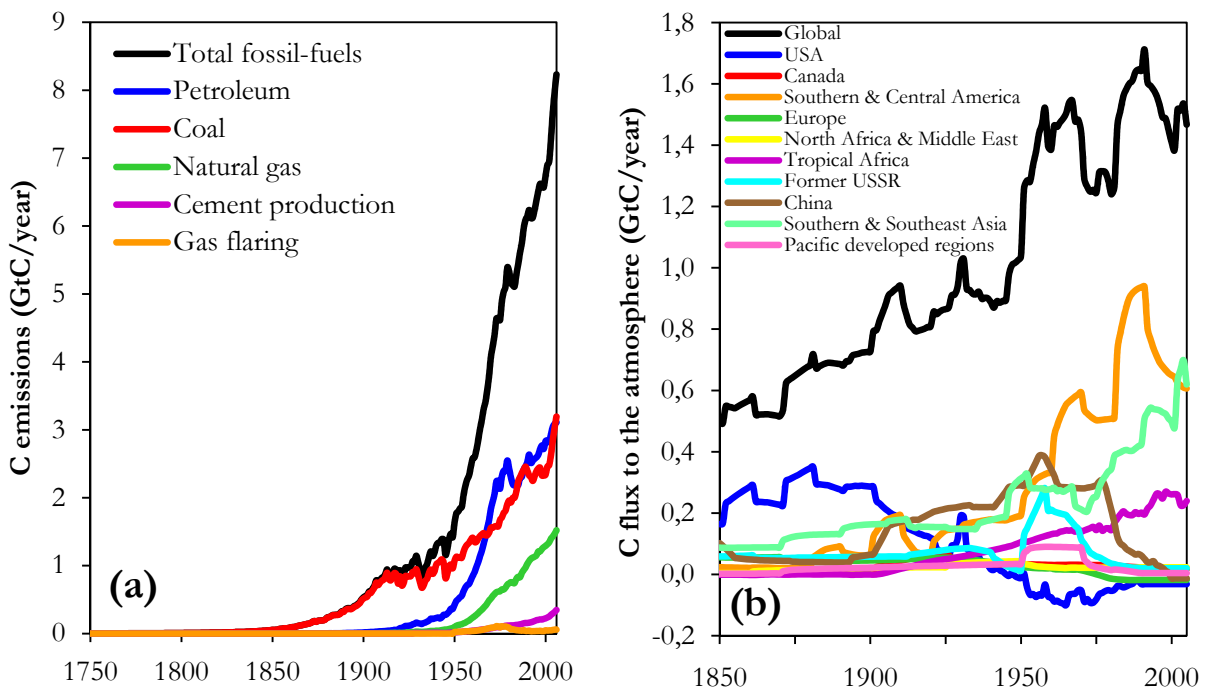 C emissions (GtC/year)
9
8
7
6
5
4
3
2
1
0
Total fossil-fuels
Petroleum
Coal
Natural gas
Cement production
Gas flaring
(a)
1750
1800
1850
1900
1950
2000
C flux to the atmosphere (GtC/year)
1,8
1,6
1,4
1,2
1,0
0,8
0,6
0,4
0,2
0,0
-0,2
Global
USA
Canada
Southern & Central America
Europe
North Africa & Middle East
Tropical Africa
Former USSR
China
Southern & Southeast Asia
Pacific developed regions
(b)
1850
1900
1950
2000